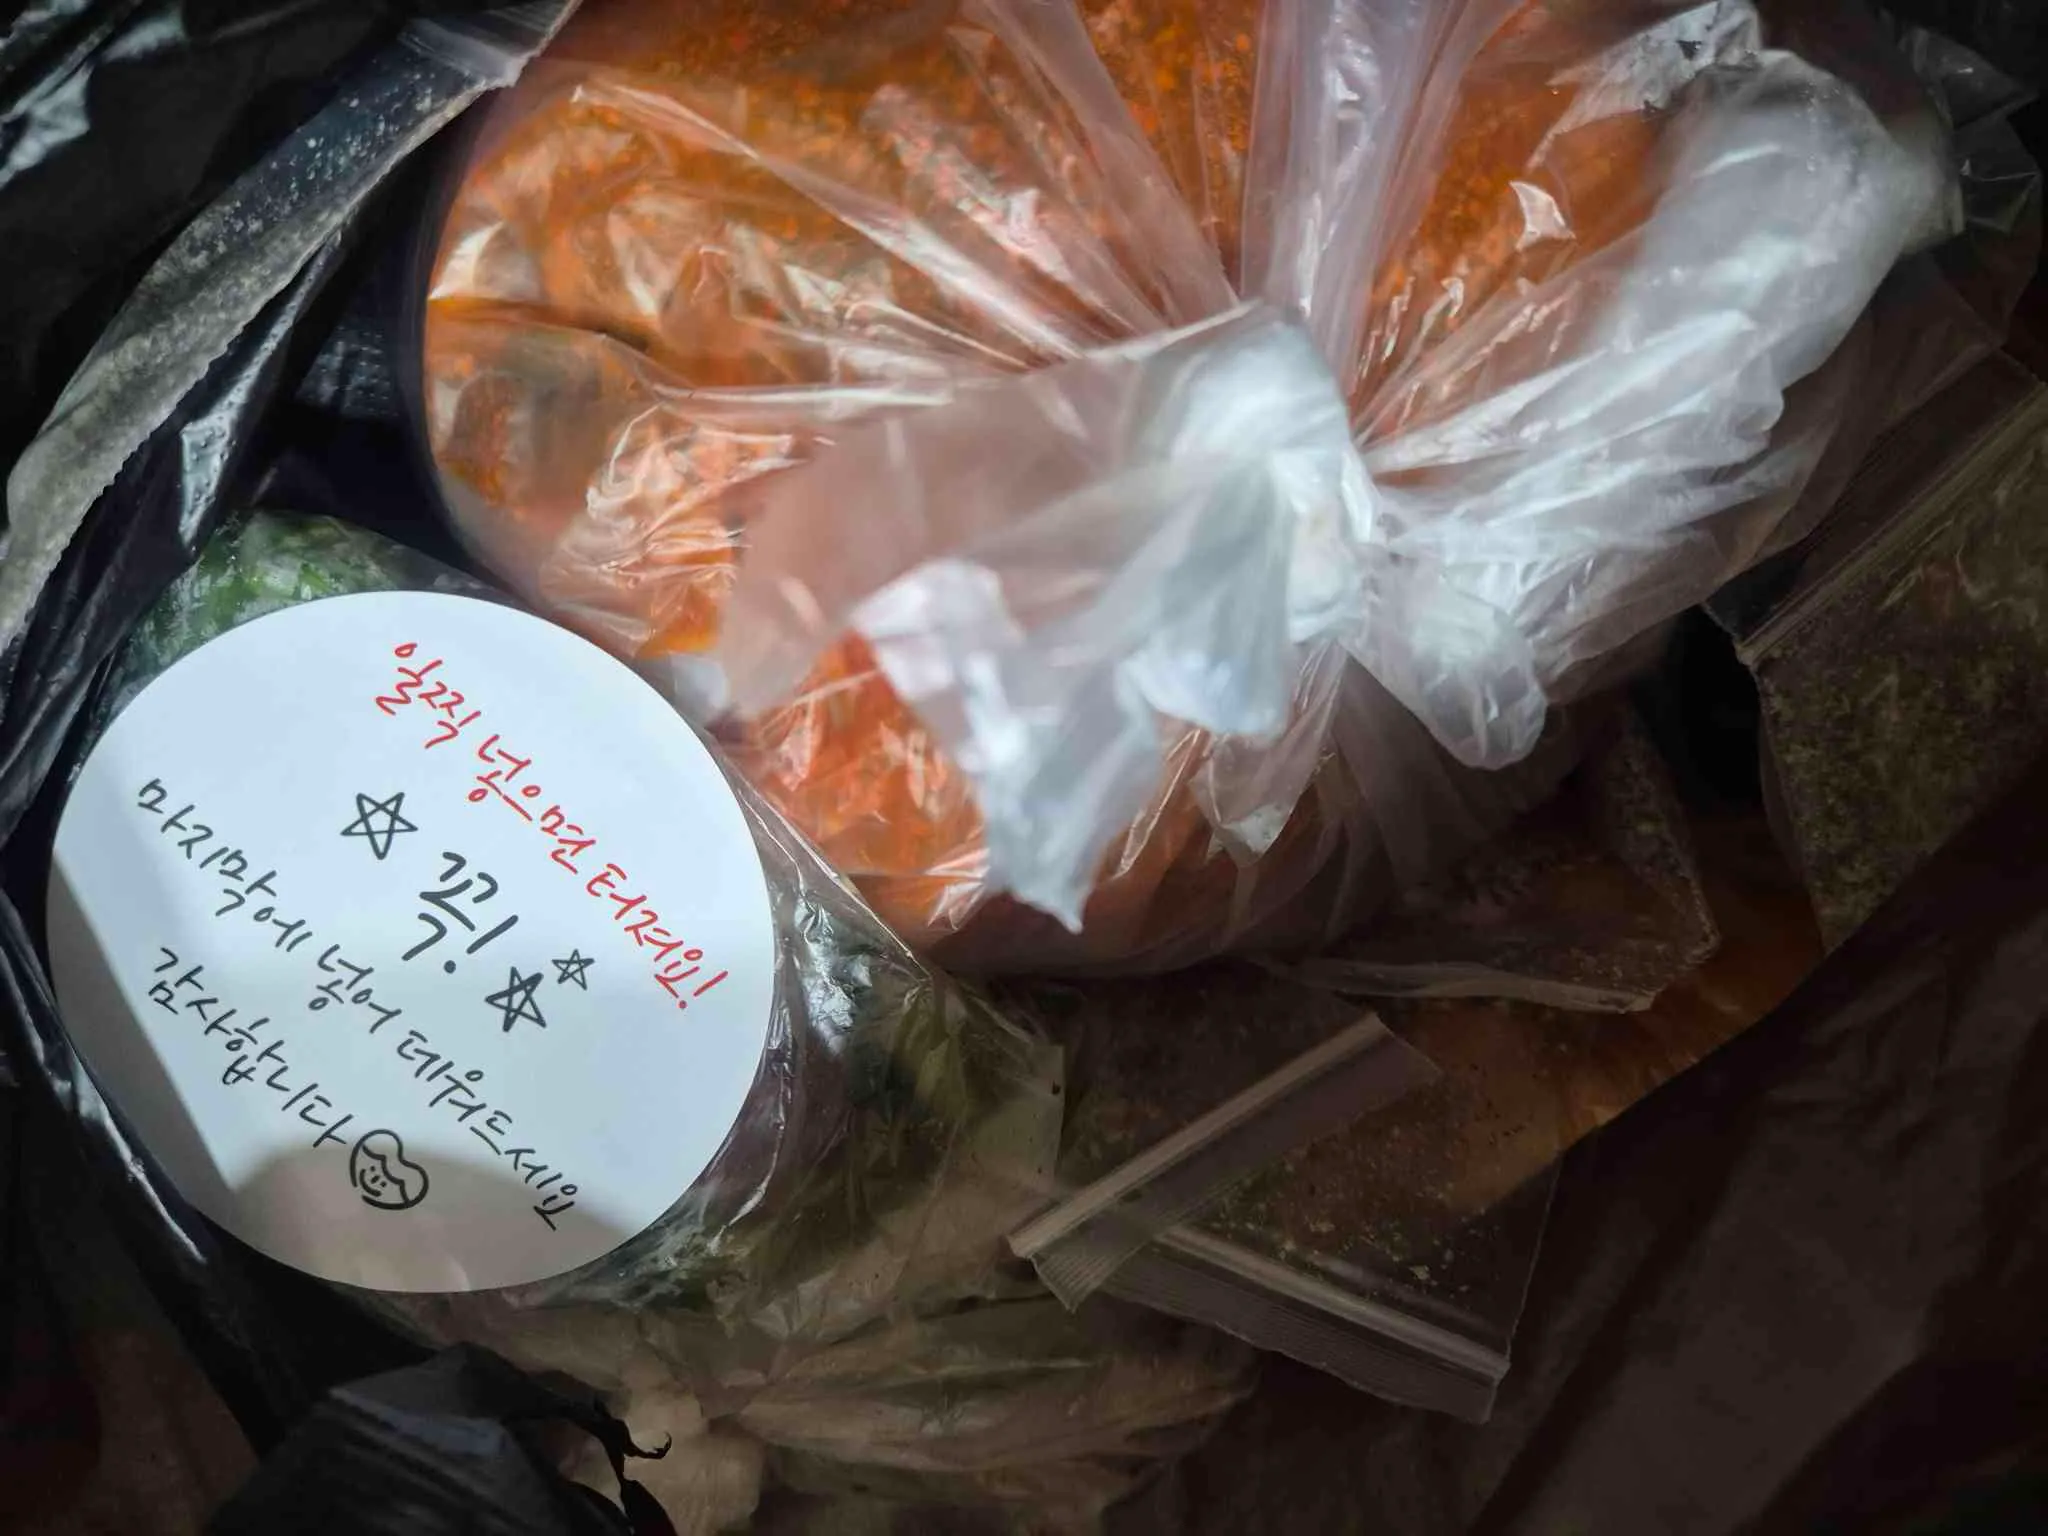 일찍 넣으면 터져요!
꼭!
마지막에 넣어 데워드세요
감사합니다